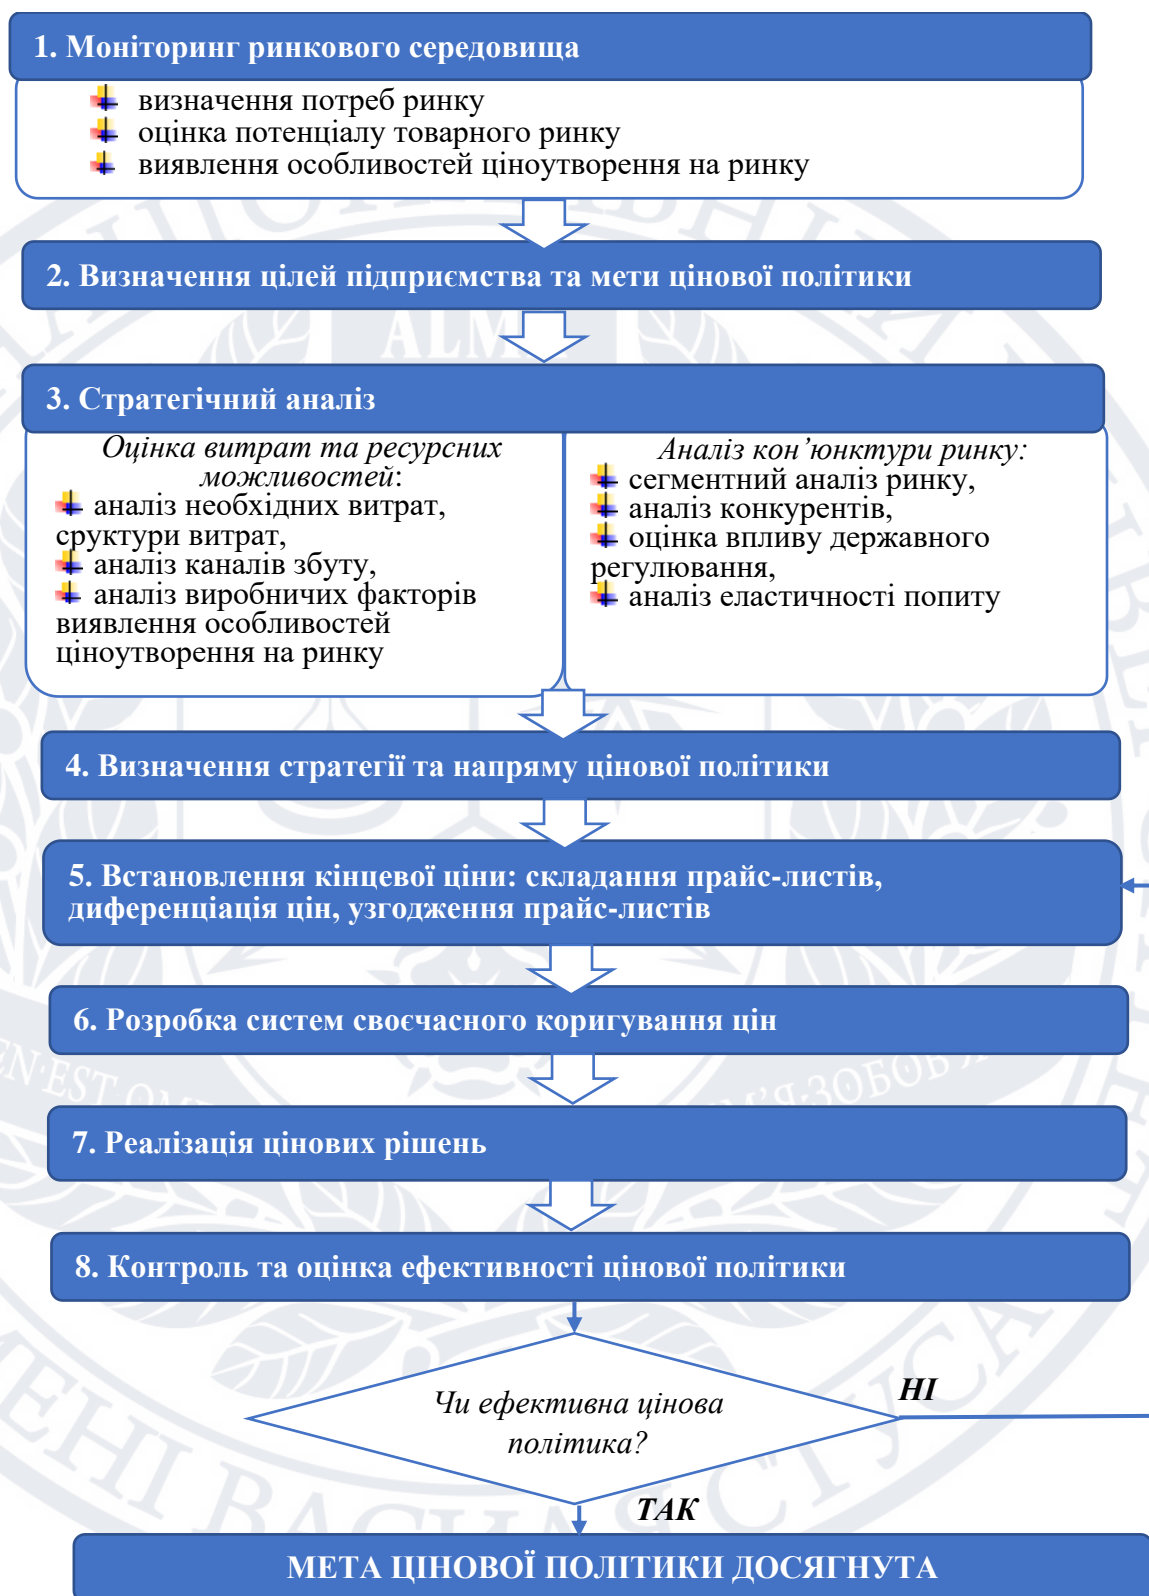 1. Моніторинг ринкового середовища
визначення потреб ринку
оцінка потенціалу товарного ринку
виявлення особливостей ціноутворення на ринку
2. Визначення цілей підприємства та мети цінової політики
ALM
3. Стратегічний аналіз
Оцінка витрат та ресурсних
можливостей:
аналіз необхідних витрат,
сруктури витрат,
аналіз каналів збуту,
аналіз виробничих факторів
виявлення особливостей
ціноутворення на ринку
Аналіз кон’юнктури ринку:
сегментний аналіз ринку,
аналіз конкурентів,
оцінка впливу державного
регулювання,
аналіз еластичності попиту
4. Визначення стратегії та напряму цінової політики
5. Встановлення кінцевої ціни: складання прайс-листів,
диференціація цін, узгодження прайс-листів
6. Розробка систем своєчасного коригування цін
7. Реалізація цінових рішень
8. Контроль та оцінка ефективності цінової політики
Чи ефективна цінова
політика?
НІ
ТАК
МЕТА ЦІНОВОЇ ПОЛІТИКИ ДОСЯГНУТА